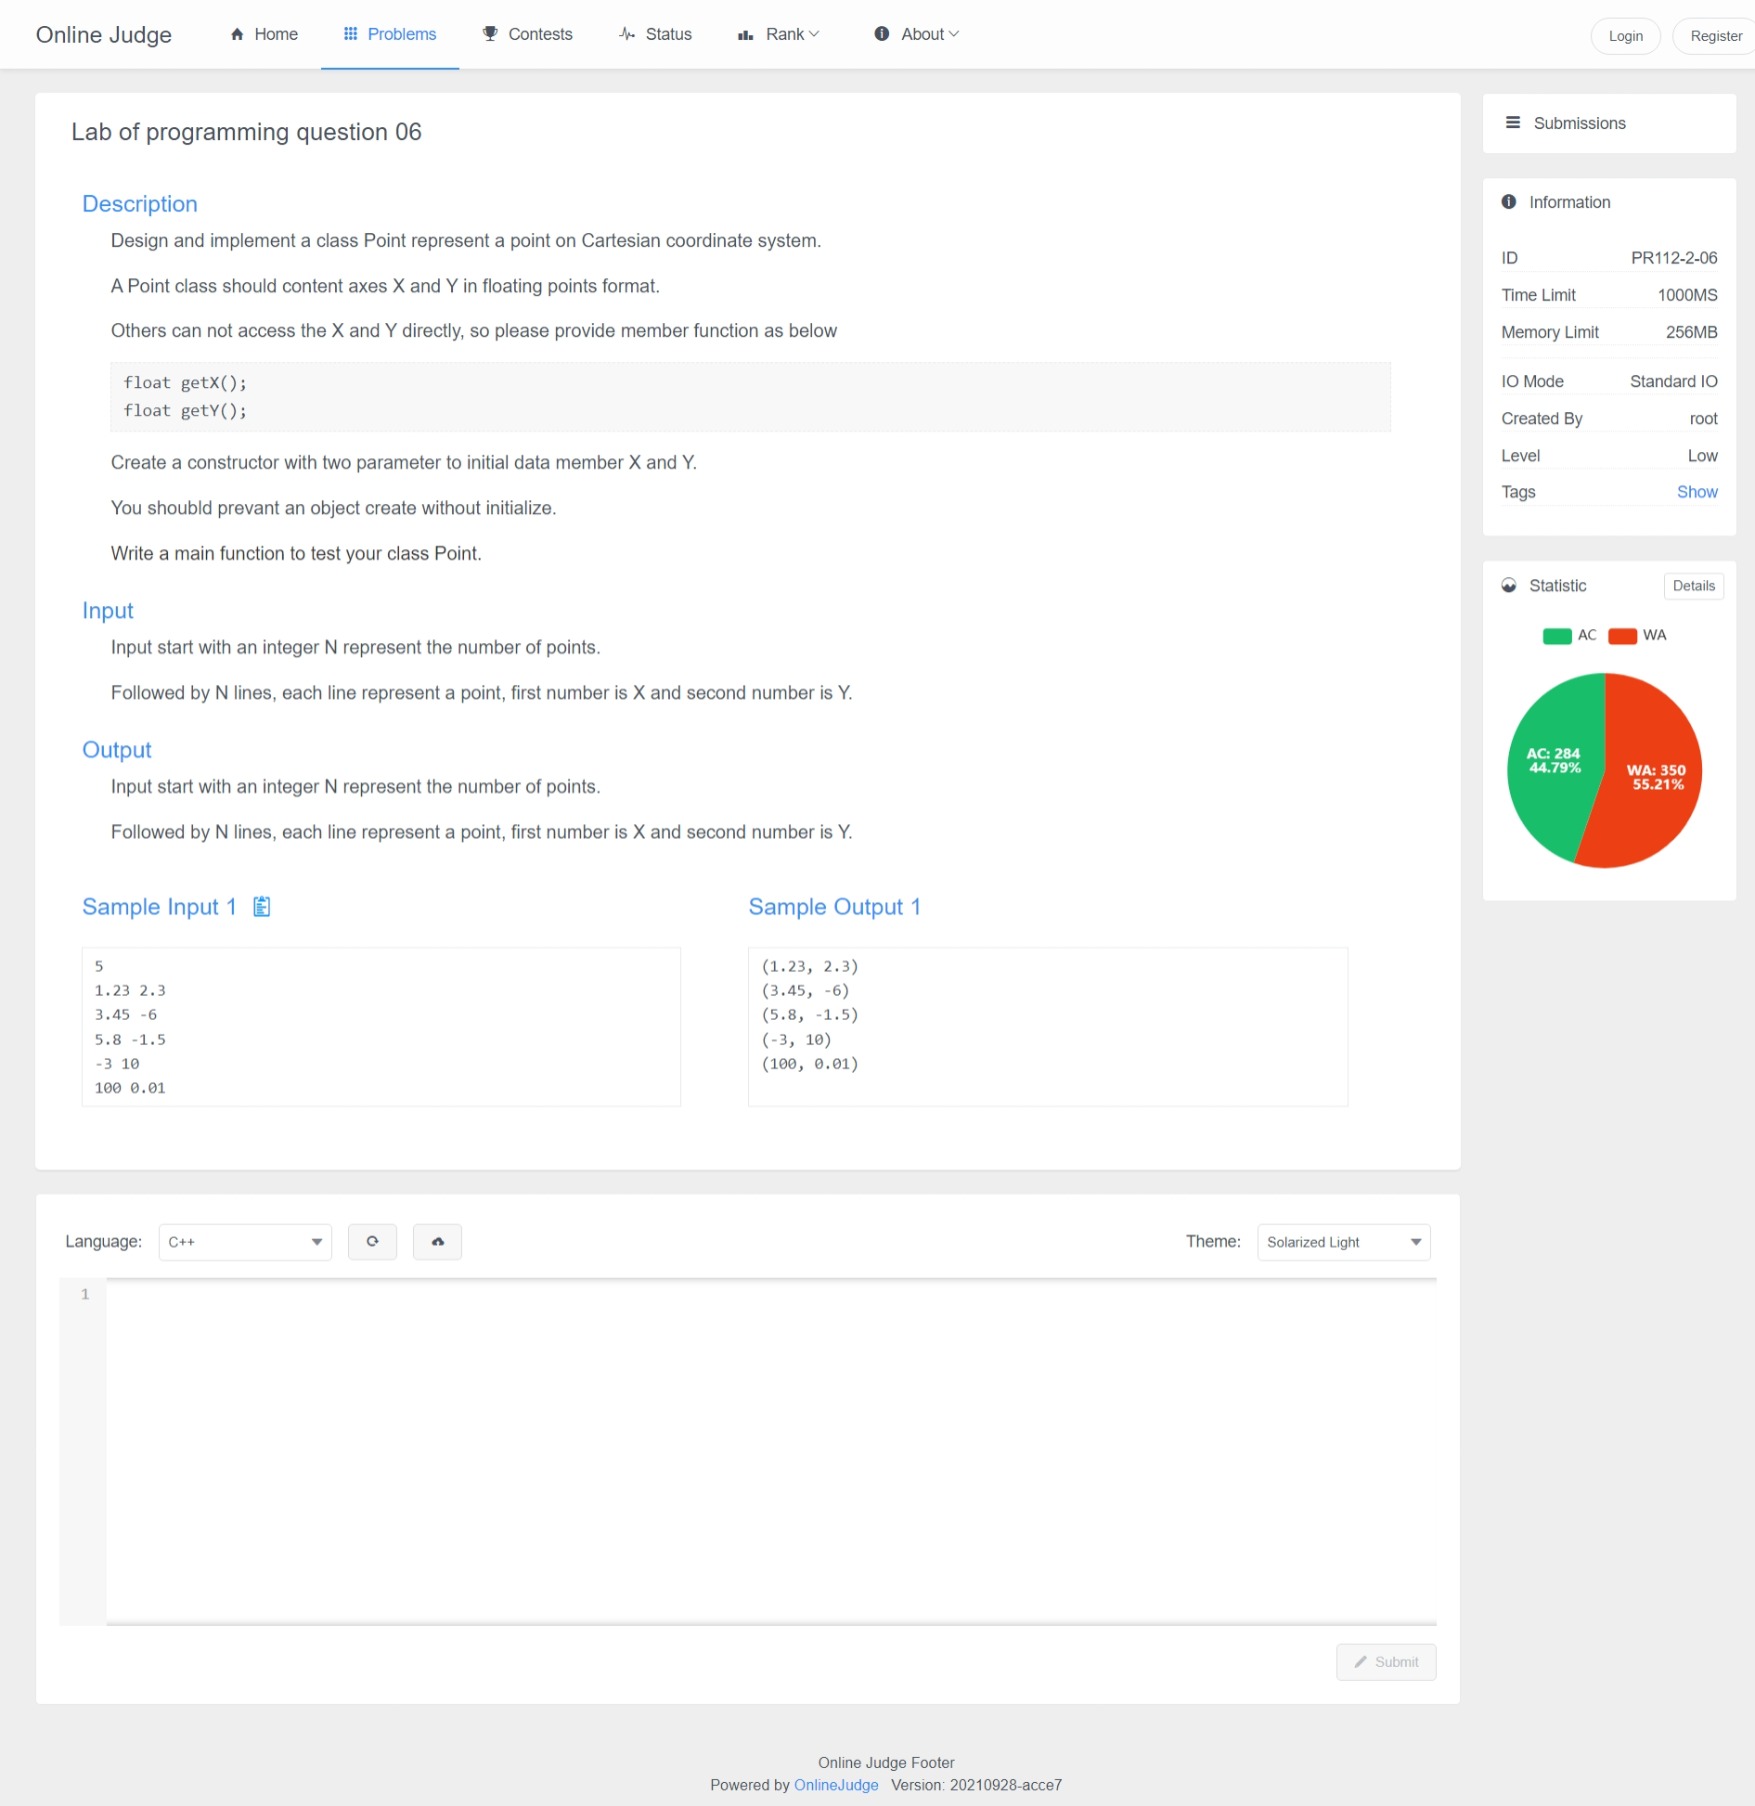 Online Judge
Home
Problems
Contests
Status
Rank
About
Login
Register
Lab of programming question 06
Description
Design and implement a class Point represent a point on Cartesian coordinate system.
A Point class should content axes X and Y in floating points format.
Others can not access the X and Y directly, so please provide member function as below
float getX();
float getY();
Create a constructor with two parameter to initial data member X and Y.
You shoubld prevant an object create without initialize.
Write a main function to test your class Point.
Input
Input start with an integer N represent the number of points.
Followed by N lines, each line represent a point, first number is X and second number is Y.
Output
Input start with an integer N represent the number of points.
Followed by N lines, each line represent a point, first number is X and second number is Y.
Sample Input 1
5
1.23 2.3
3.45 -6
5.8 -1.5
-3 10
100 0.01
Sample Output 1
(1.23, 2.3)
(3.45, -6)
(5.8, -1.5)
(-3, 10)
(100, 0.01)
Language: C++
Theme: Solarized Light
1
Submit
Submissions
Information
ID PR112-2-06
Time Limit 1000MS
Memory Limit 256MB
IO Mode Standard IO
Created By root
Level Low
Tags Show
Statistic Details
AC WA
AC: 284
44.79%
WA: 350
55.21%
Online Judge Footer
Powered by OnlineJudge Version: 20210928-acce7